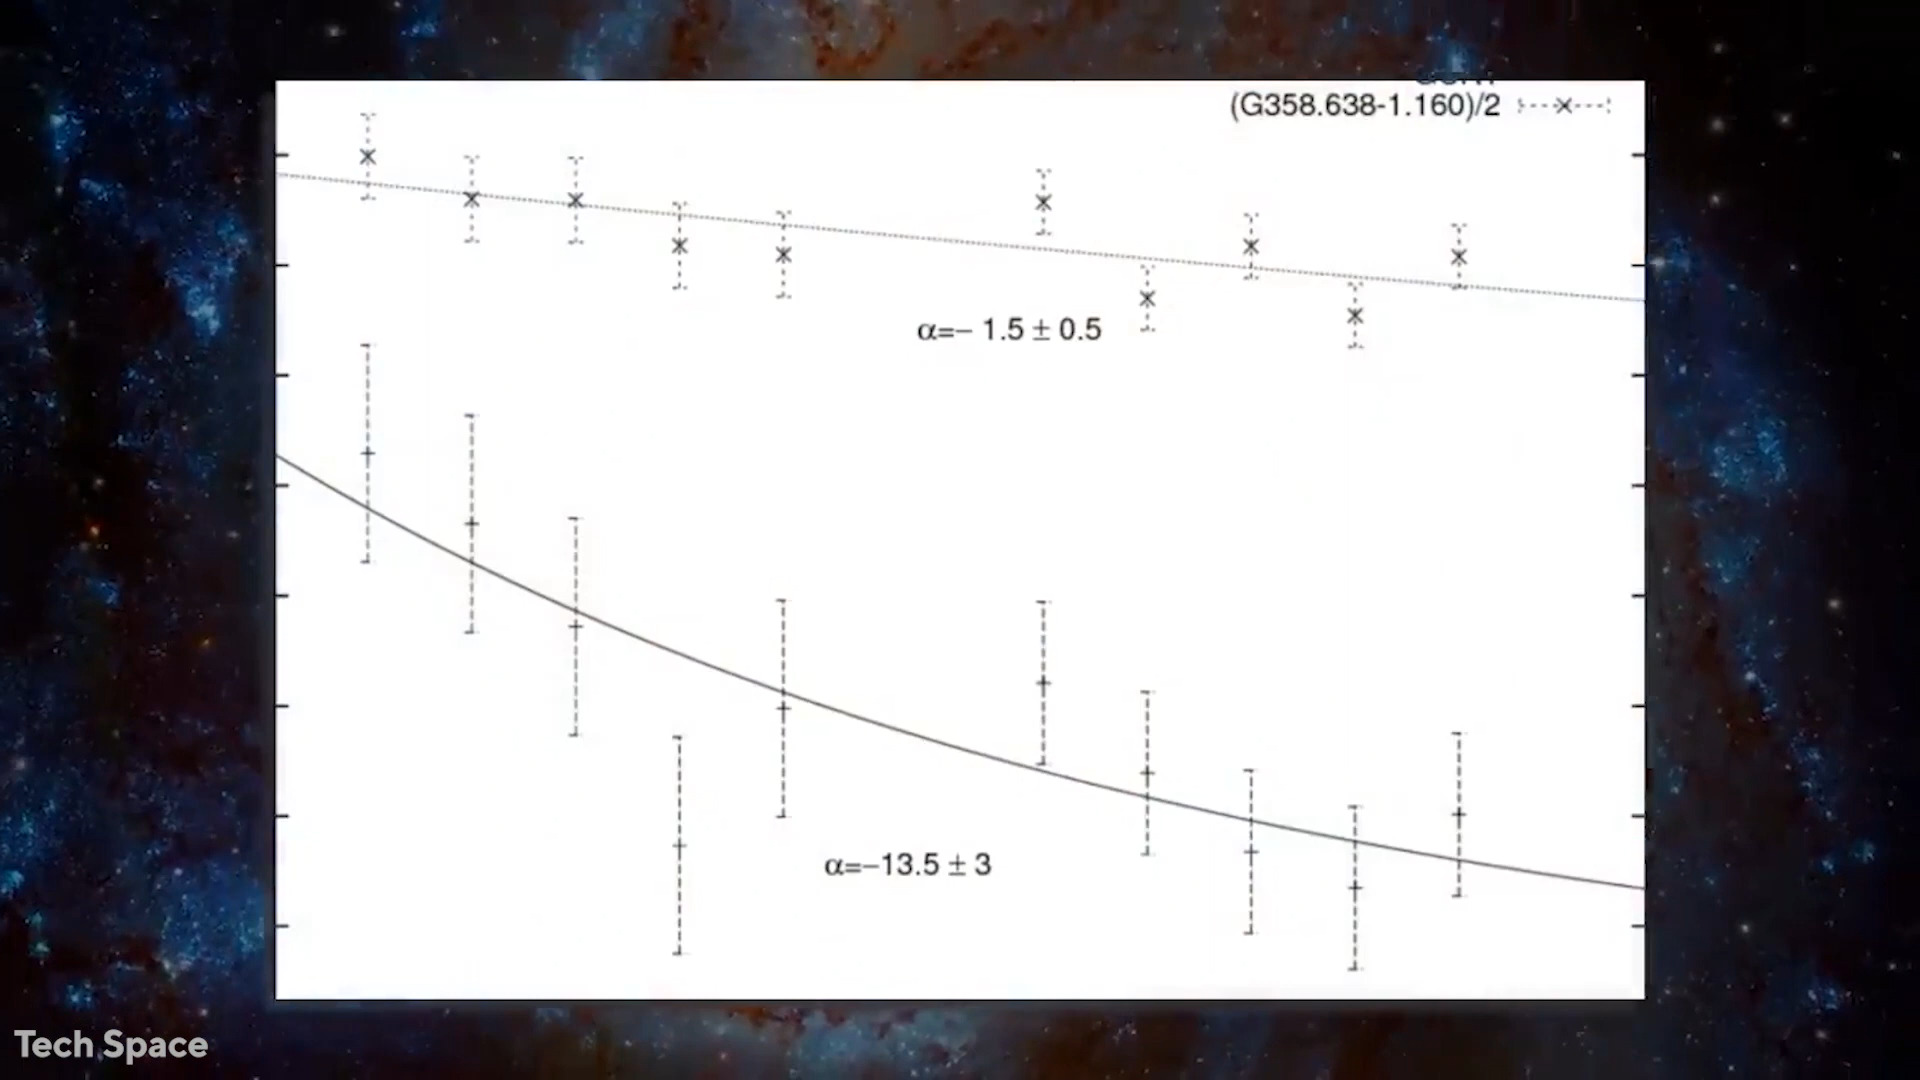 (G358.638-1.160)/2
α=− 1.5 ± 0.5
α=−13.5 ± 3
Tech Space